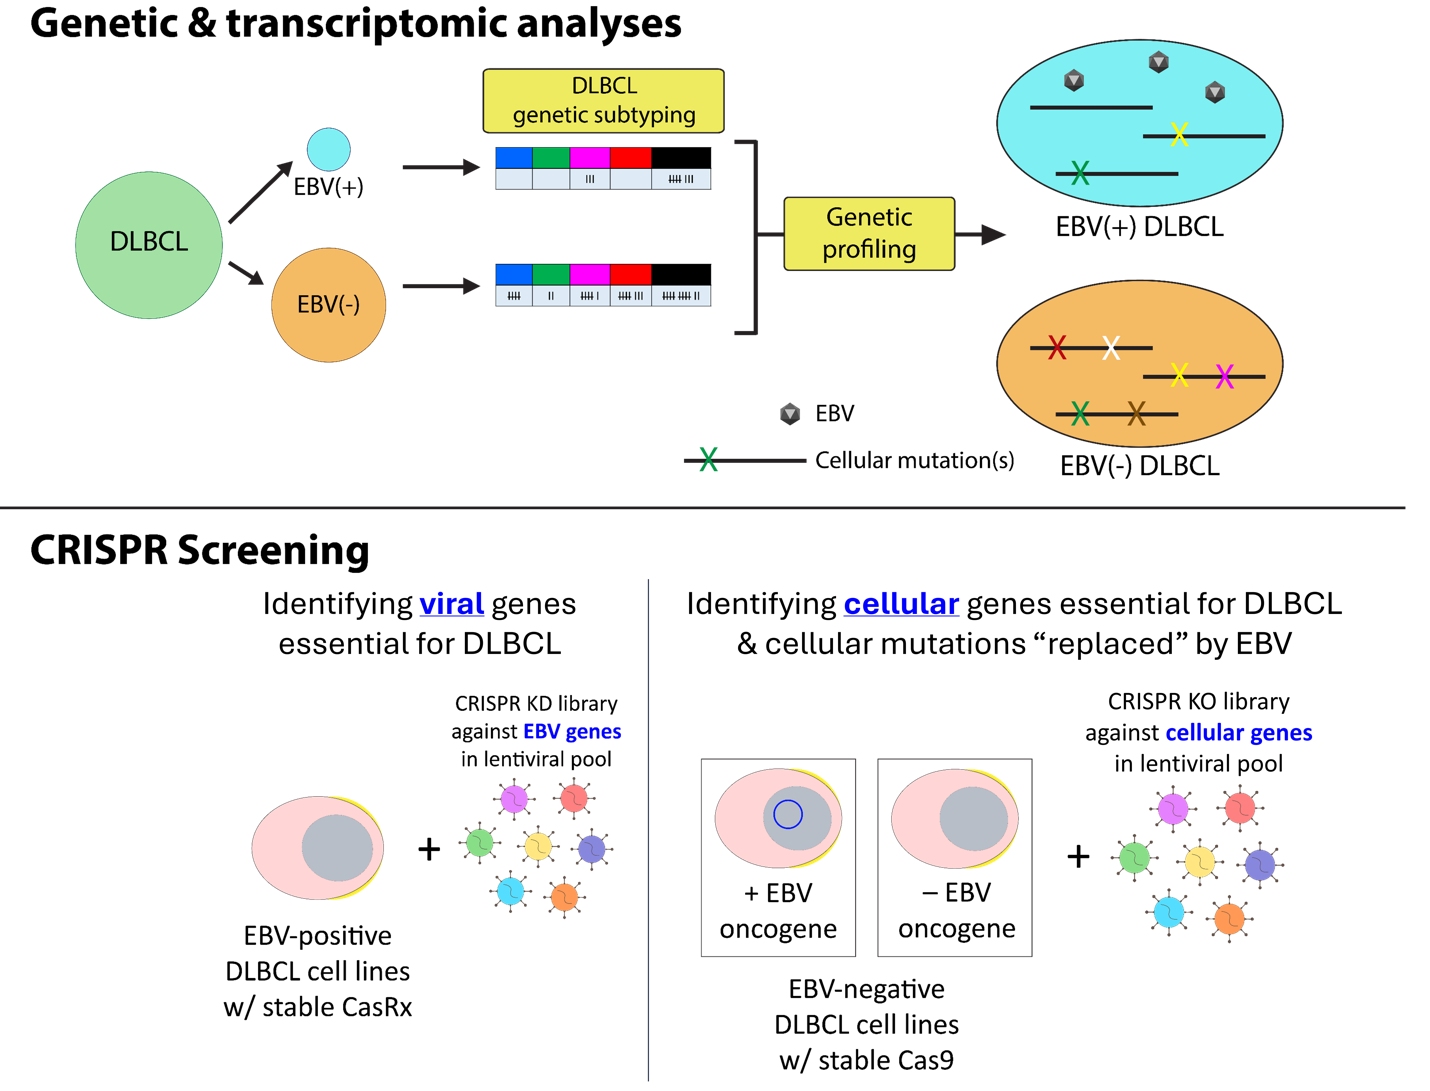 Genetic & transcriptomic analyses
DLBCL
genetic subtyping
EBV(+)
DLBCL
EBV(-)
Genetic
profiling
EBV(+) DLBCL
EBV
Cellular mutation(s)
EBV(-) DLBCL
CRISPR Screening
Identifying viral genes
essential for DLBCL
CRISPR KD library
against EBV genes
in lentiviral pool
+
EBV-positive
DLBCL cell lines
w/ stable CasRx
Identifying cellular genes essential for DLBCL
& cellular mutations “replaced” by EBV
CRISPR KO library
against cellular genes
in lentiviral pool
+ EBV
oncogene
– EBV
oncogene
+
EBV-negative
DLBCL cell lines
w/ stable Cas9